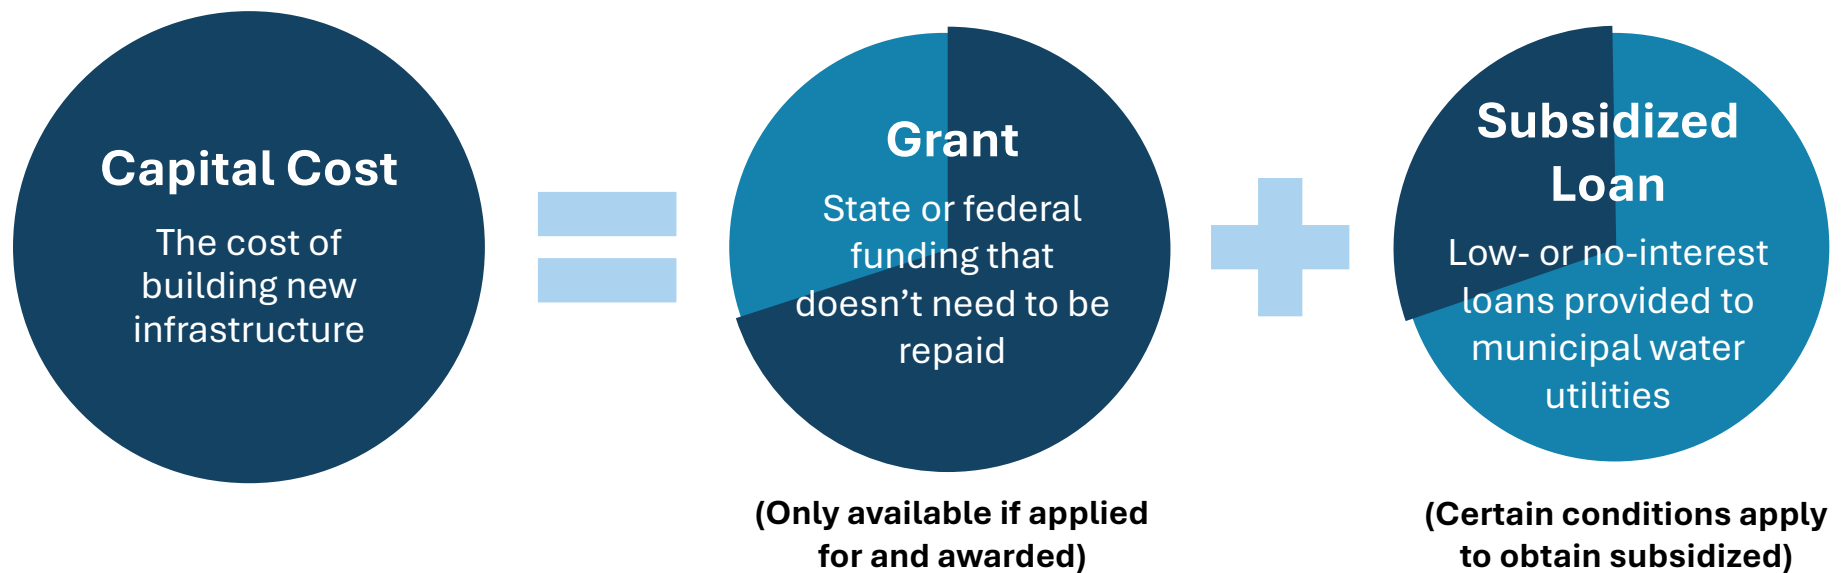 Capital Cost
The cost of
building new
infrastructure
Grant
State or federal
funding that
doesn’t need to be
repaid
(Only available if applied
for and awarded)
Subsidized
Loan
Low- or no-interest
loans provided to
municipal water
utilities
(Certain conditions apply
to obtain subsidized)